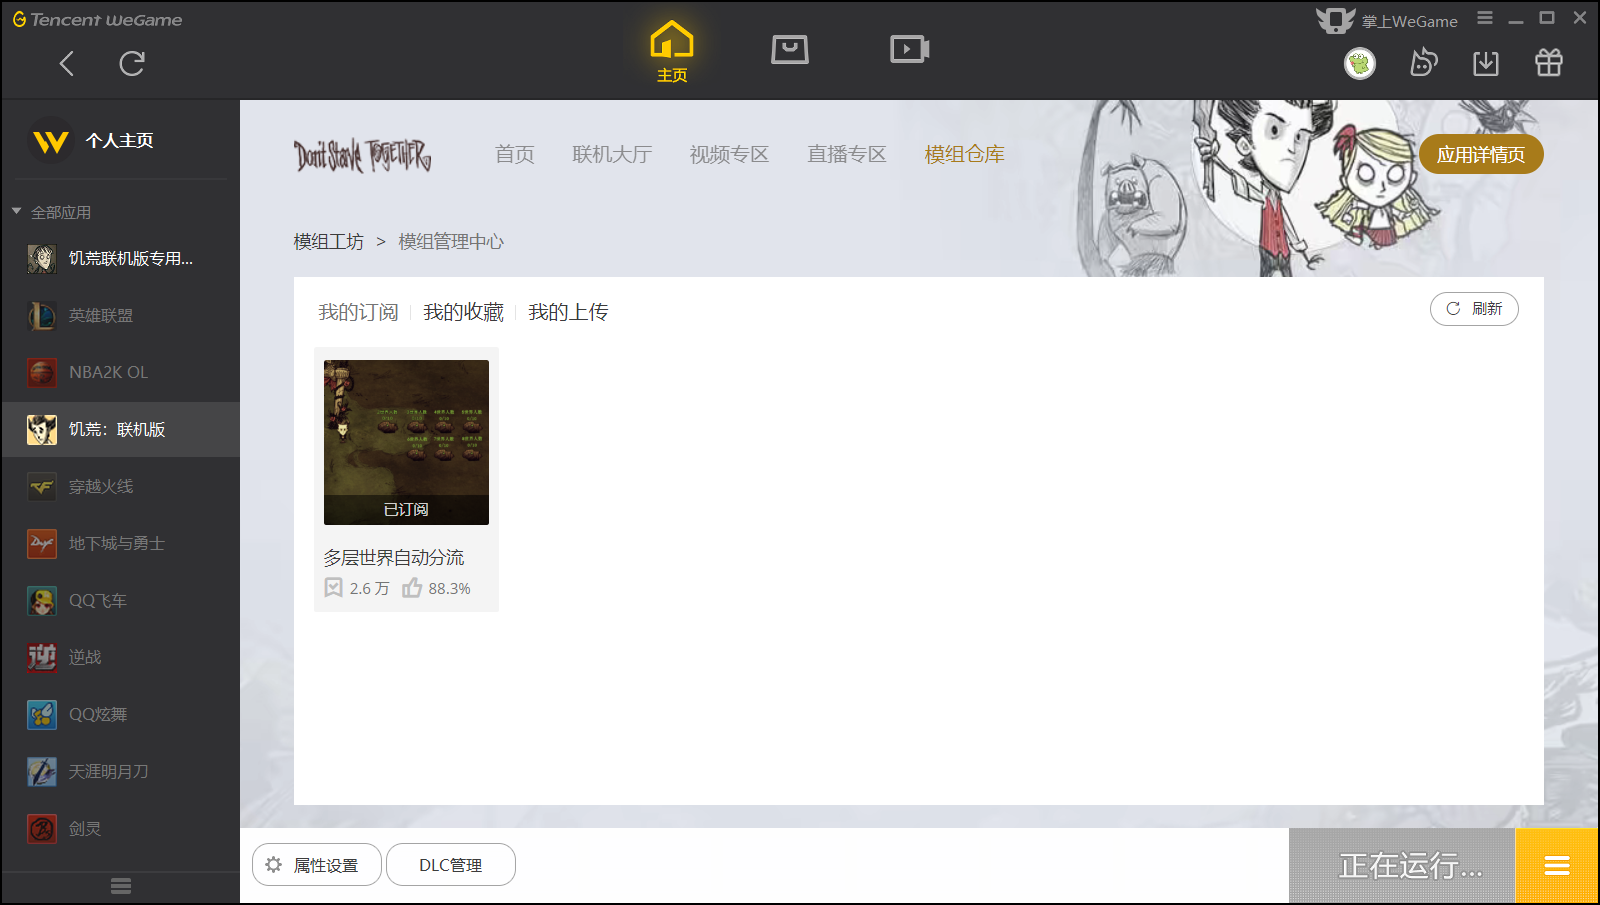 Tencent WeGame
掌上WeGame
主页
个人主页
全部应用
饥荒联机版专用...
英雄联盟
NBA2K OL
饥荒：联机版
穿越火线
地下城与勇士
QQ飞车
逆战
QQ炫舞
天涯明月刀
剑灵
Don't Starve TOGETHER
首页
联机大厅
视频专区
直播专区
模组仓库
应用详情页
模组工坊 > 模组管理中心
我的订阅
我的收藏
我的上传
刷新
已订阅
多层世界自动分流
2.6 万
88.3%
属性设置
DLC管理
正在运行...